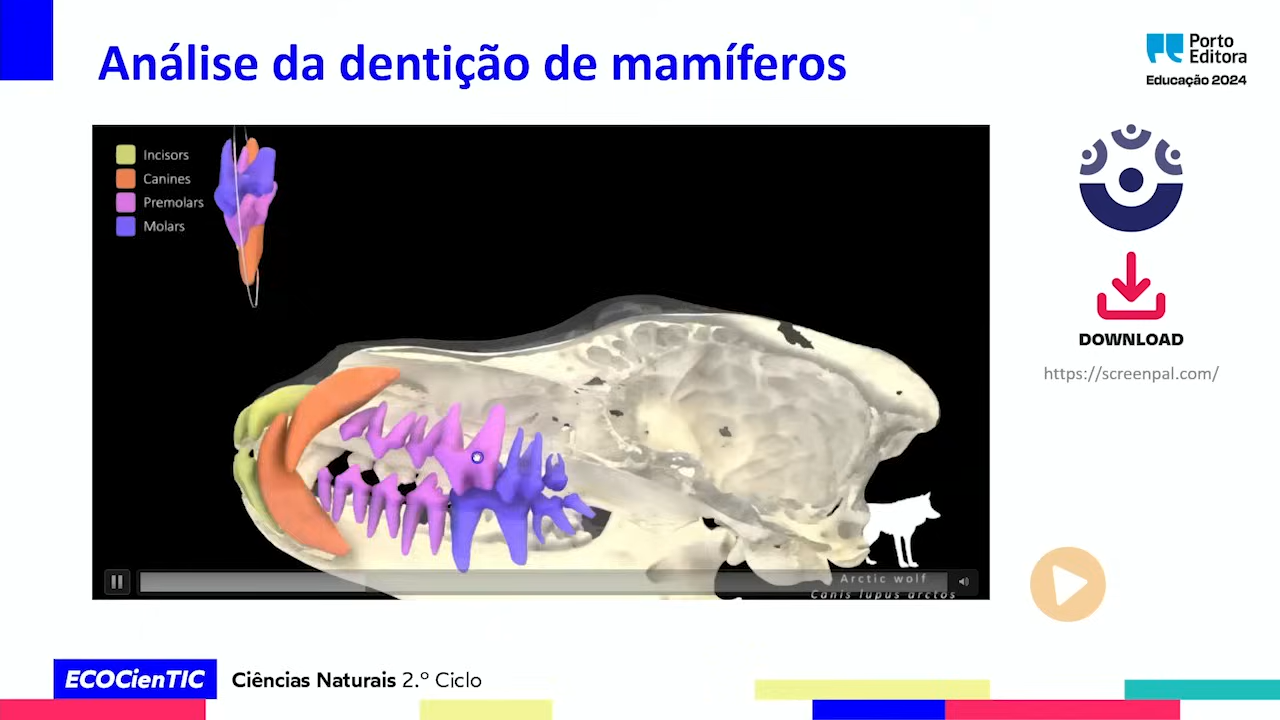 Análise da dentição de mamíferos
Porto
Editora
Educação 2024
Incisors
Canines
Premolars
Molars
DOWNLOAD
https://screenpal.com/
Arctic wolf
Canis lupus arctos
ECOCienTIC
Ciências Naturais 2.º Ciclo